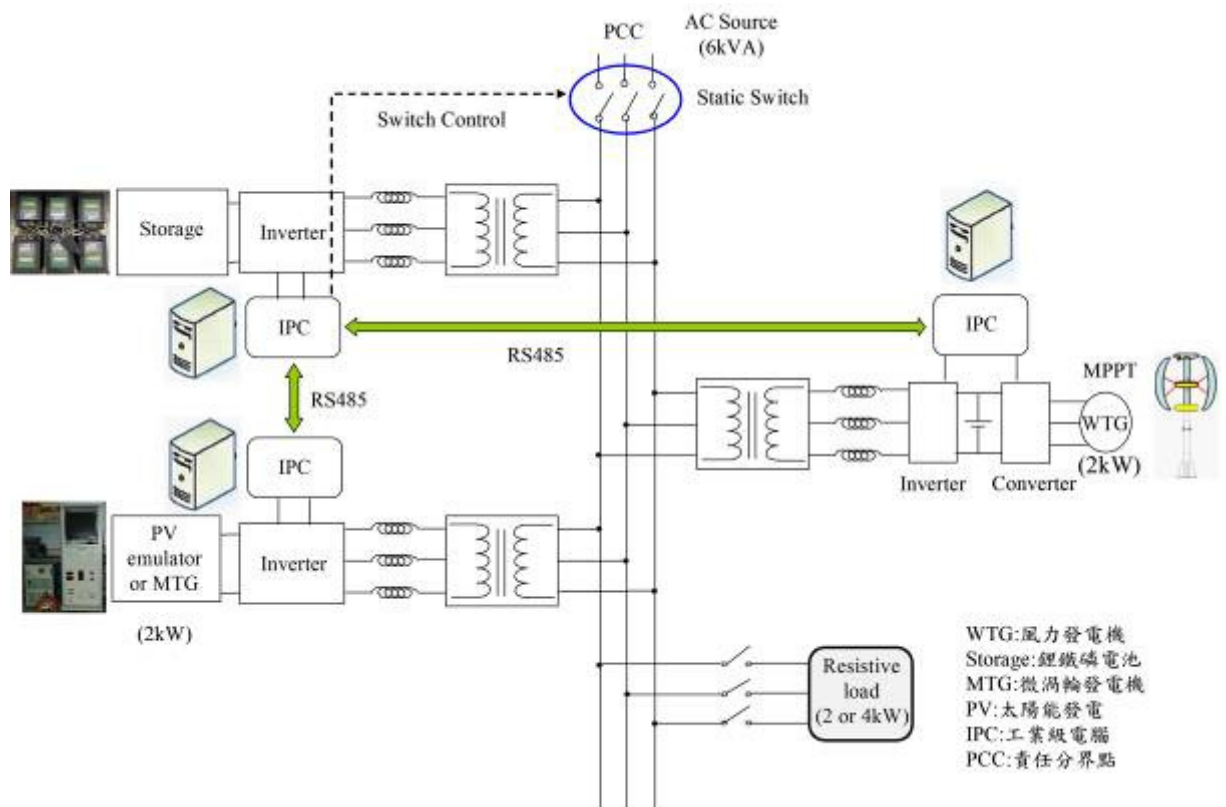 AC Source
(6kVA)
PCC
Static Switch
Switch Control
Storage
Inverter
IPC
RS485
RS485
IPC
MPPT
WTG
(2kW)
Inverter
Converter
IPC
PV
emulator
or MTG
Inverter
(2kW)
Resistive
load
(2 or 4kW)
WTG:風力發電機
Storage:鋰鐵磷電池
MTG:微渦輪發電機
PV:太陽能發電
IPC:工業級電腦
PCC:責任分界點